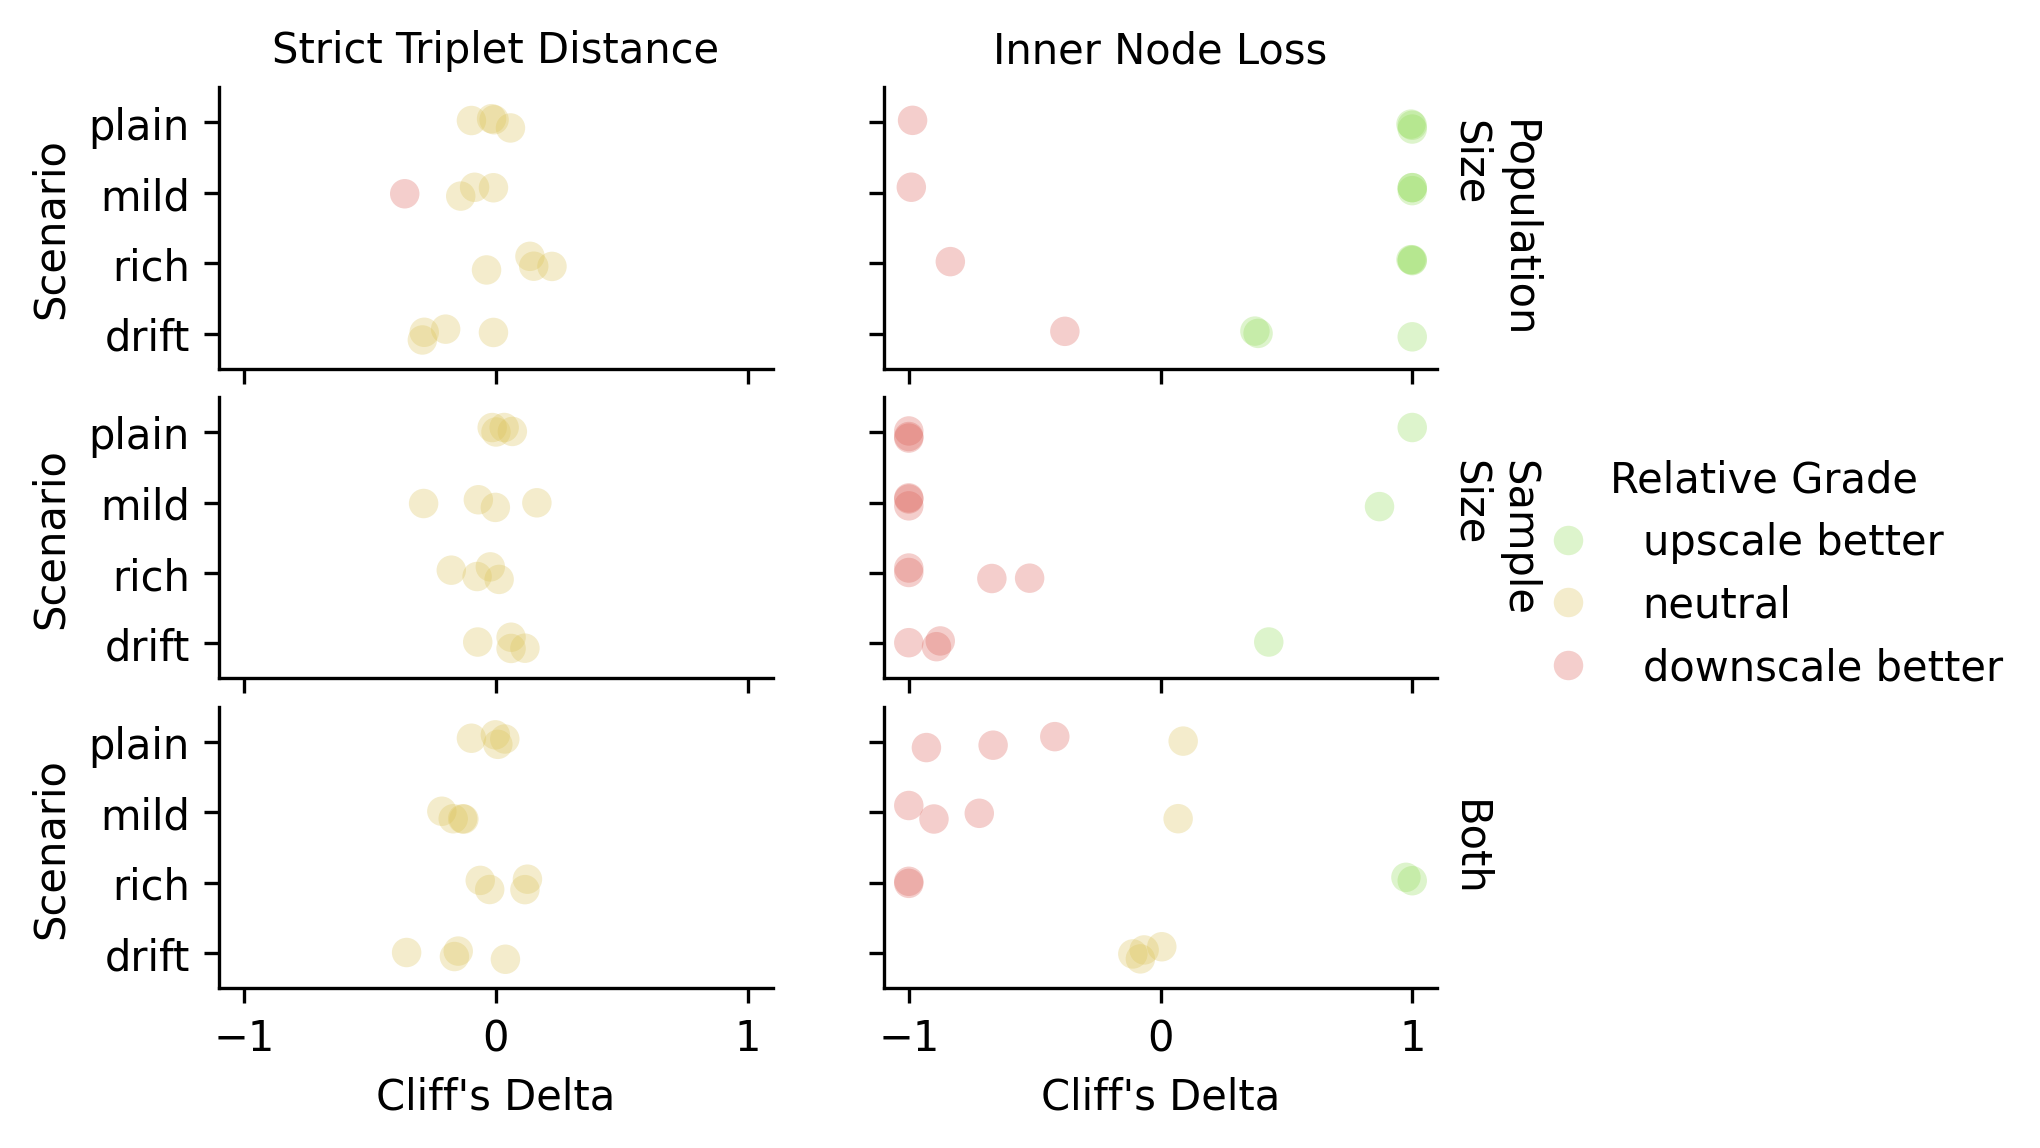 Strict Triplet Distance
Inner Node Loss
Scenario
plain
mild
rich
drift
Population
Size
Scenario
plain
mild
rich
drift
Sample
Size
Scenario
plain
mild
rich
drift
Both
−1
0
1
−1
0
1
Cliff's Delta
Cliff's Delta
Relative Grade
upscale better
neutral
downscale better